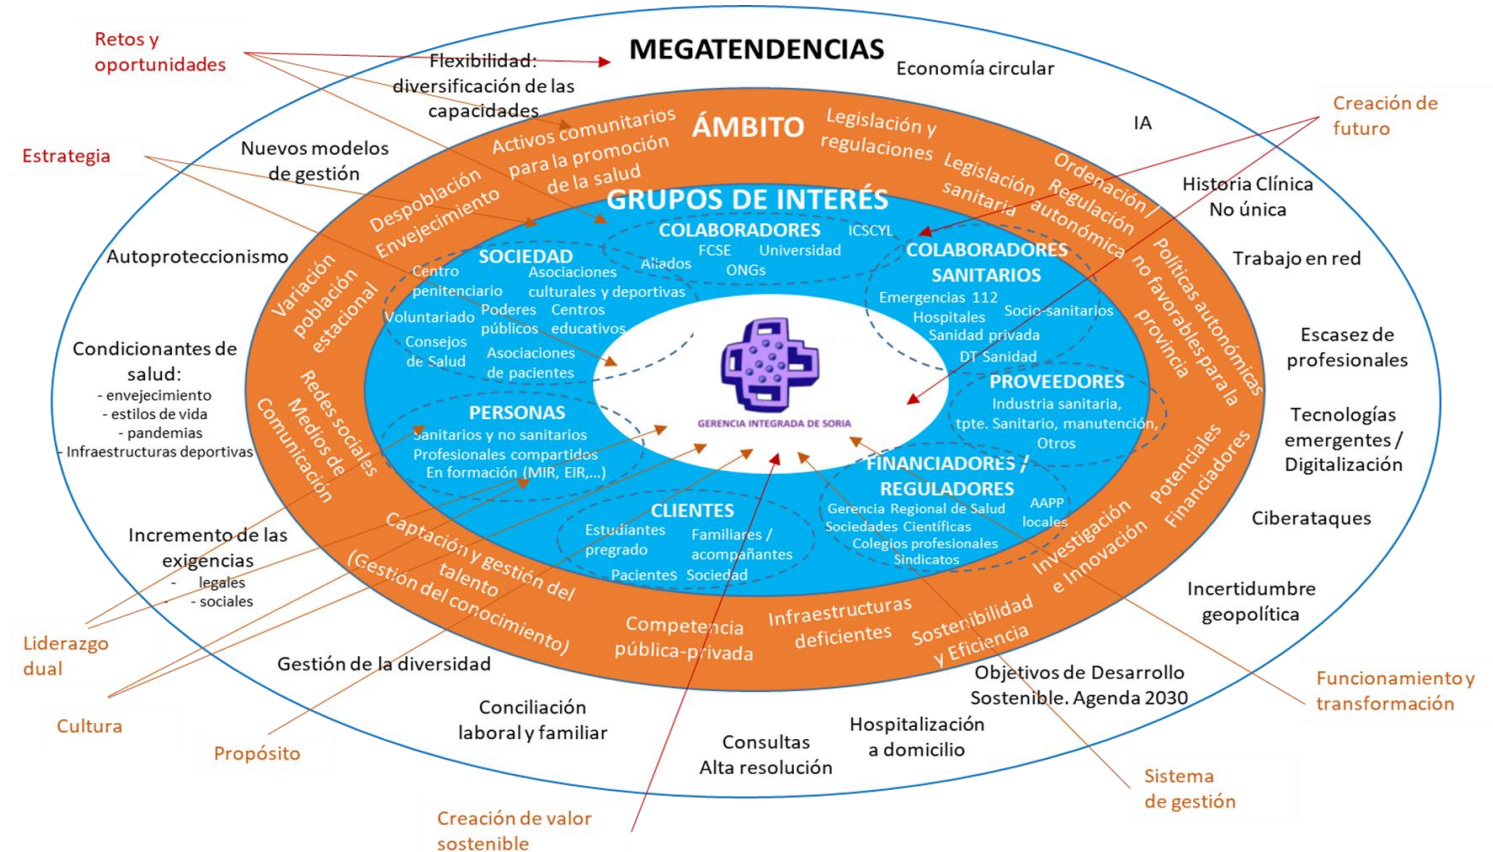 Retos y
oportunidades
MEGATENDENCIAS
Flexibilidad:
diversificación de las
capacidades
Economía circular
Creación de
futuro
IA
Estrategia
Nuevos modelos
de gestión
Historia Clínica
No única
Autoproteccionismo
Trabajo en red
Condicionantes de
salud:
- envejecimiento
- estilos de vida
- pandemias
- Infraestructuras deportivas
Escasez de
profesionales
Tecnologías
emergentes /
Digitalización
Incremento de las
exigencias
- legales
- - sociales
Ciberataques
Incertidumbre
geopolítica
Gestión de la diversidad
Conciliación
laboral y familiar
Consultas
Alta resolución
Hospitalización
a domicilio
Objetivos de Desarrollo
Sostenible. Agenda 2030
ÁMBITO
Activos comunitarios
para la promoción
de la salud
Legislación y
regulaciones
Legislación
sanitaria
Ordenación /
Regulación
autonómica
Políticas autonómicas
no favorables para la
provincia
Despoblación
Envejecimiento
Variación
población
estacional
Redes sociales
Medios de
Comunicación
Captación y gestión del
talento
(Gestión del conocimiento)
Competencia
pública-privada
Infraestructuras
deficientes
Sostenibilidad
y Eficiencia
Investigación
e Innovación
Potenciales
Financiadores
GRUPOS DE INTERÉS
COLABORADORES
ICSCYL
FCSE
Universidad
Aliados
ONGs
SOCIEDAD
Centro
penitenciario
Asociaciones
culturales y deportivas
Voluntariado
Poderes
públicos
Centros
educativos
Consejos
de Salud
Asociaciones
de pacientes
COLABORADORES
SANITARIOS
Emergencias 112
Socio-sanitarios
Hospitales
Sanidad privada
DT Sanidad
PROVEEDORES
Industria sanitaria,
tpte. Sanitario, manutención,
Otros
PERSONAS
Sanitarios y no sanitarios
Profesionales compartidos
En formación (MIR, EIR,...)
GERENCIA INTEGRADA DE SORIA
FINANCIADORES /
REGULADORES
Gerencia Regional de Salud
AAPP
locales
Sociedades Científicas
Colegios profesionales
Sindicatos
CLIENTES
Estudiantes
pregrado
Familiares /
acompañantes
Pacientes
Sociedad
Liderazgo
dual
Cultura
Propósito
Creación de valor
sostenible
Sistema
de gestión
Funcionamiento y
transformación